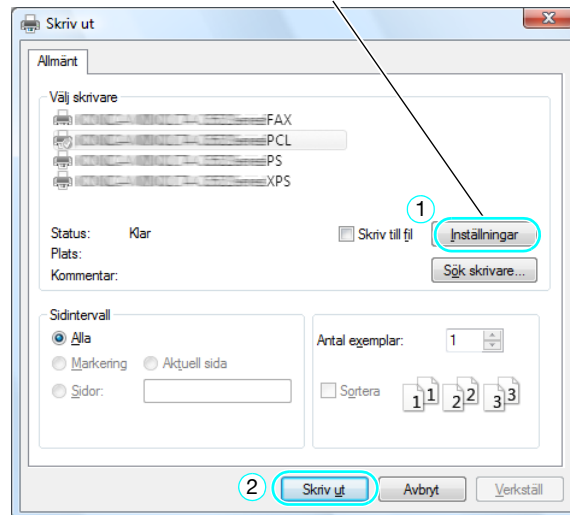 Skriv ut
Allmänt
Välj skrivare
FAX
PCL
PS
XPS
1
Status: Klar
Skriv till fil
Inställningar
Plats:
Kommentar:
Sök skrivare...
Sidintervall
Alla
Markering
Aktuell sida
Sidor:
Antal exemplar: 1
Sortera
1 1 2 2 3 3
2
Skriv ut
Avbryt
Verkställ